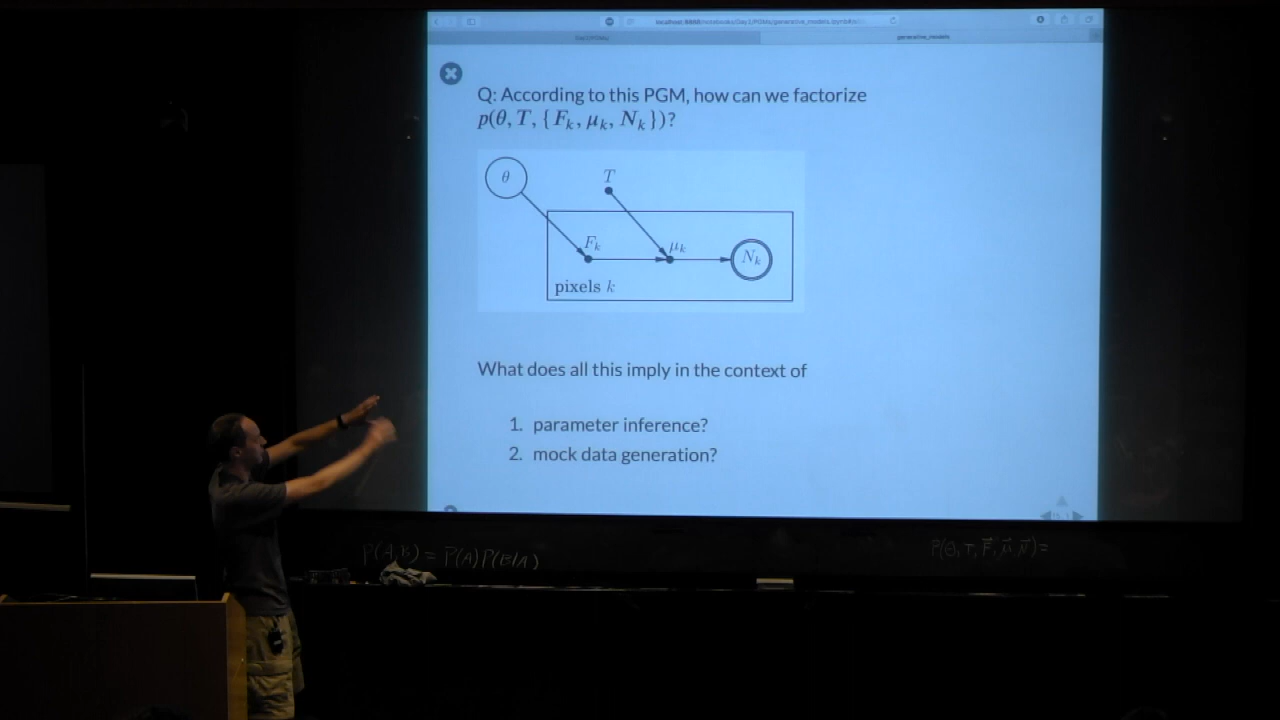 generative_models
Q: According to this PGM, how can we factorize
p(θ, T, {F_k, μ_k, N_k})?
θ
T
F_k
μ_k
N_k
pixels k
What does all this imply in the context of
1. parameter inference?
2. mock data generation?
P(A,B) = P(A)P(B|A)
P(θ, T, F⃗, μ⃗, N⃗)=